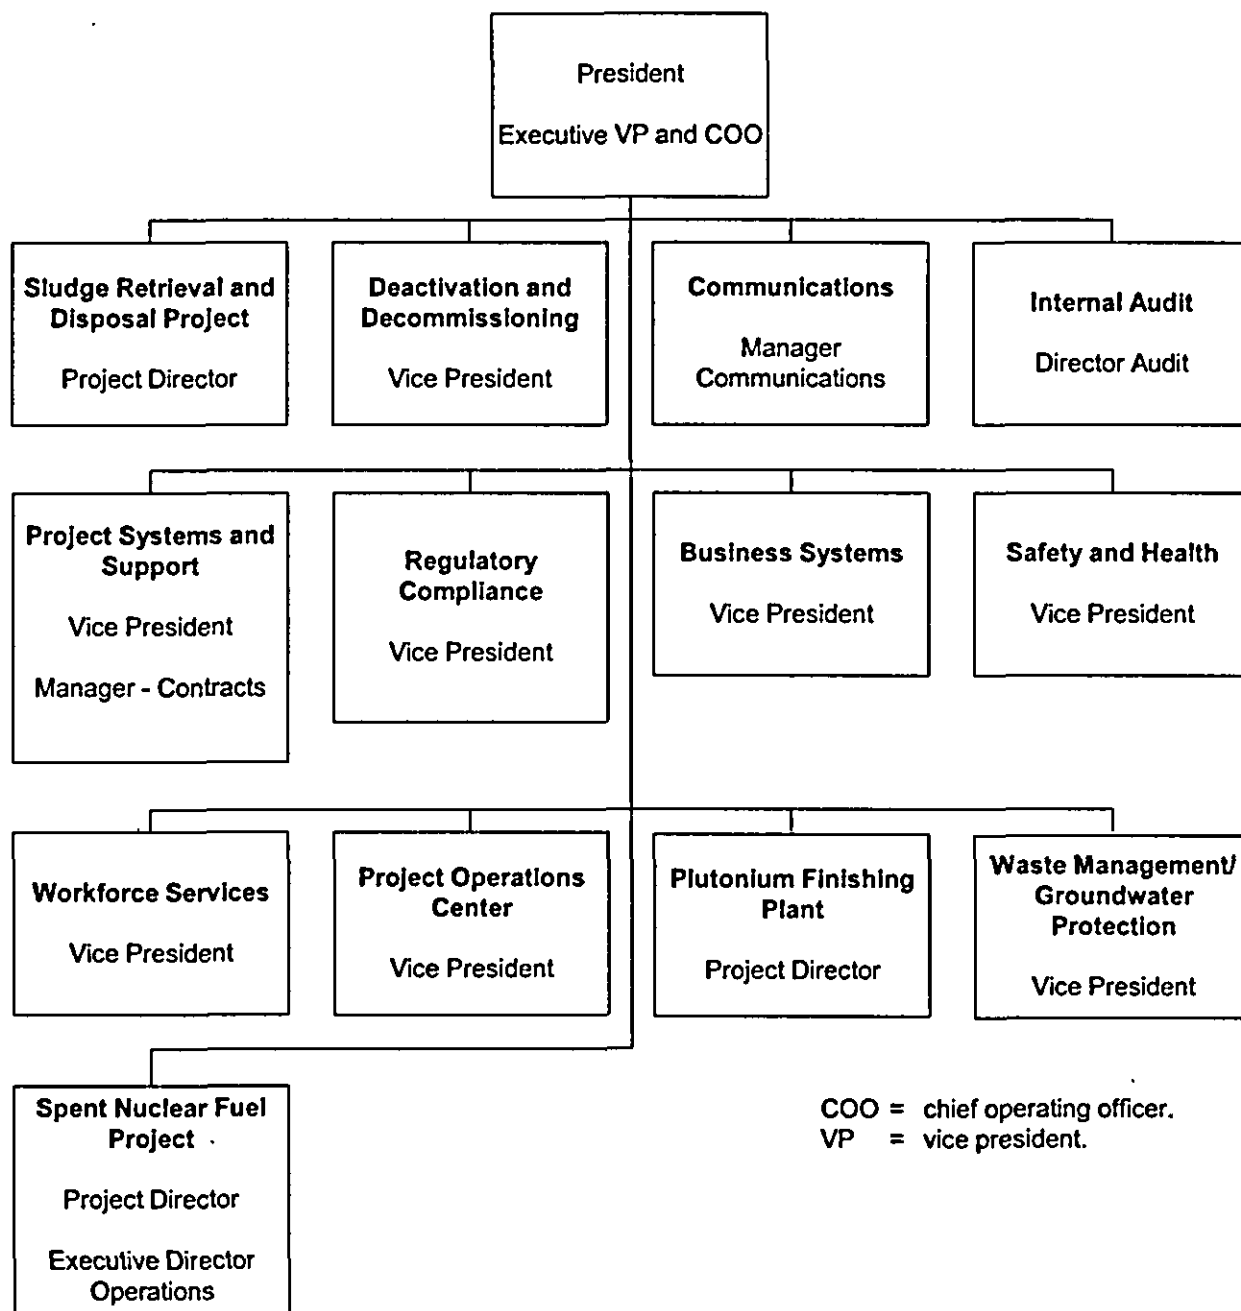 President
Executive VP and COO
Sludge Retrieval and
Disposal Project
Project Director
Deactivation and
Decommissioning
Vice President
Communications
Manager
Communications
Internal Audit
Director Audit
Project Systems and
Support
Vice President
Manager - Contracts
Regulatory
Compliance
Vice President
Business Systems
Vice President
Safety and Health
Vice President
Workforce Services
Vice President
Project Operations
Center
Vice President
Plutonium Finishing
Plant
Project Director
Waste Management/
Groundwater
Protection
Vice President
Spent Nuclear Fuel
Project
Project Director
Executive Director
Operations
COO = chief operating officer.
VP = vice president.